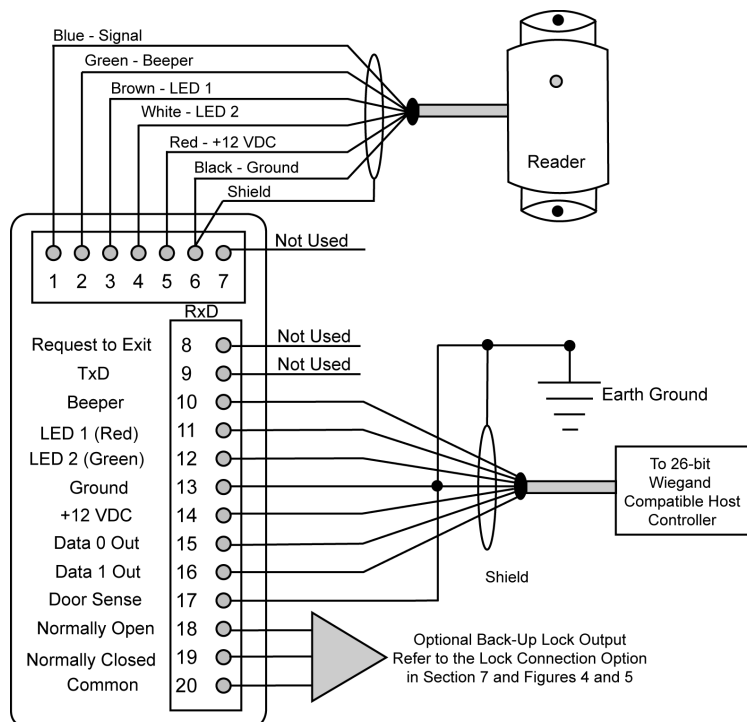 Blue - Signal
Green - Beeper
Brown - LED 1
White - LED 2
Red - +12 VDC
Black - Ground
Shield
Reader
Not Used
1 2 3 4 5 6 7
RxD
Request to Exit 8 Not Used
TxD 9 Not Used
Beeper 10
LED 1 (Red) 11
LED 2 (Green) 12
Ground 13
+12 VDC 14
Data 0 Out 15
Data 1 Out 16
Door Sense 17
Normally Open 18
Normally Closed 19
Common 20
Earth Ground
To 26-bit
Wiegand
Compatible Host
Controller
Shield
Optional Back-Up Lock Output
Refer to the Lock Connection Option
in Section 7 and Figures 4 and 5